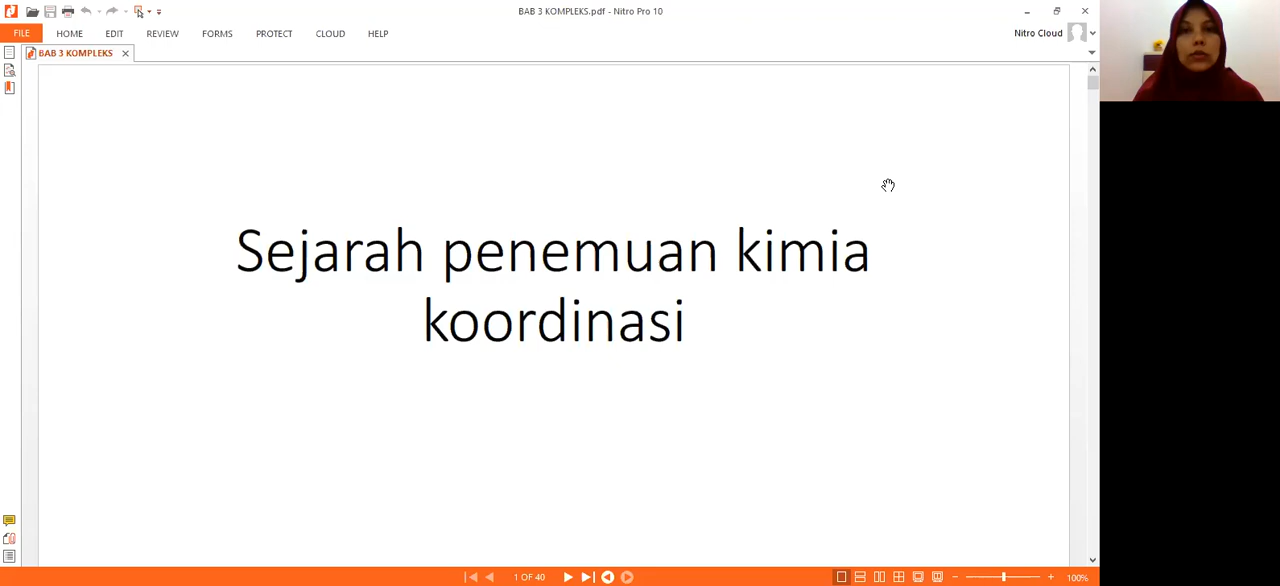 BAB 3 KOMPLEKS.pdf - Nitro Pro 10
FILE HOME EDIT REVIEW FORMS PROTECT CLOUD HELP
Nitro Cloud
BAB 3 KOMPLEKS
Sejarah penemuan kimia
koordinasi
1 OF 40
100%